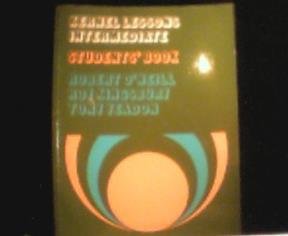 KERNEL LESSONS
INTERMEDIATE
STUDENTS' BOOK
ROBERT O'NEILL
ROY KINGSBURY
TONY YEADON